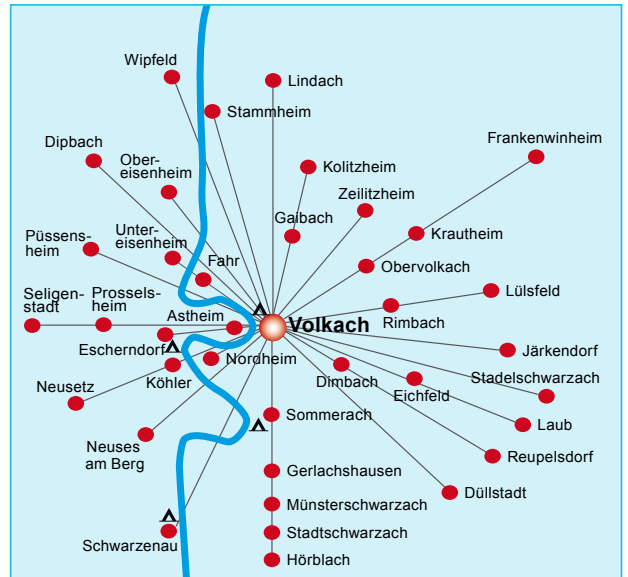 Wipfeld
Lindach
Stammheim
Frankenwinheim
Dipbach
Ober-
eisenheim
Kolitzheim
Zeilitzheim
Gaibach
Krautheim
Püssens-
heim
Unter-
eisenheim
Fahr
Obervolkach
Seligen-
stadt
Prossels-
heim
Lülsfeld
Rimbach
Astheim
Volkach
Escherndorf
Nordheim
Järkendorf
Köhler
Dimbach
Stadelschwarzach
Neusetz
Eichfeld
Sommerach
Laub
Neuses
am Berg
Reupelsdorf
Gerlachshausen
Düllstadt
Münsterschwarzach
Schwarzenau
Stadtschwarzach
Hörblach